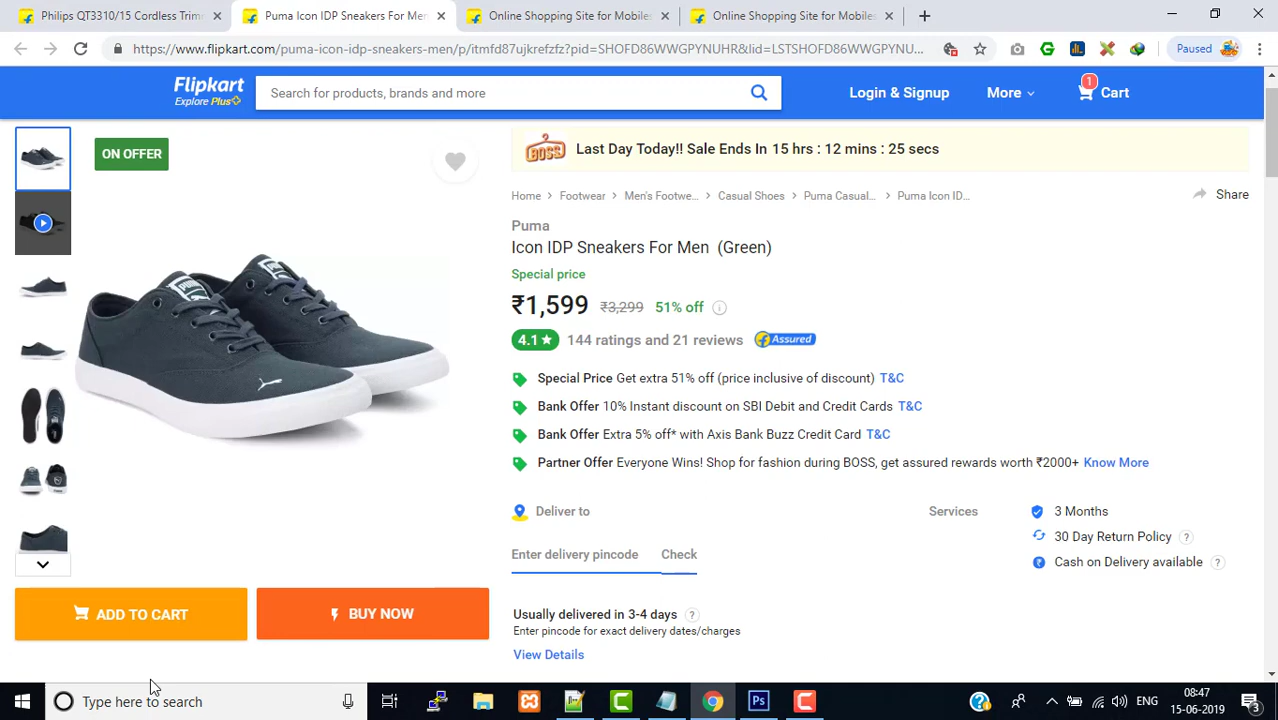 Philips QT3310/15 Cordless Trimm
Puma Icon IDP Sneakers For Men
Online Shopping Site for Mobiles
Online Shopping Site for Mobiles
https://www.flipkart.com/puma-icon-idp-sneakers-men/p/itmfd87ujkrefzfz?pid=SHOFD86WWGPYNUHR&lid=LSTSHOFD86WWGPYNU...
Paused
Flipkart
Explore Plus
Search for products, brands and more
Login & Signup
More
1
Cart
ON OFFER
BOSS
Last Day Today!! Sale Ends In 15 hrs : 12 mins : 25 secs
Home > Footwear > Men's Footwe... > Casual Shoes > Puma Casual... > Puma Icon ID...
Share
Puma
Icon IDP Sneakers For Men (Green)
Special price
₹1,599 ₹3,299 51% off
4.1★ 144 ratings and 21 reviews Assured
Special Price Get extra 51% off (price inclusive of discount) T&C
Bank Offer 10% Instant discount on SBI Debit and Credit Cards T&C
Bank Offer Extra 5% off* with Axis Bank Buzz Credit Card T&C
Partner Offer Everyone Wins! Shop for fashion during BOSS, get assured rewards worth ₹2000+ Know More
Deliver to
Enter delivery pincode Check
Services
3 Months
30 Day Return Policy ?
Cash on Delivery available ?
Usually delivered in 3-4 days ?
Enter pincode for exact delivery dates/charges
View Details
PUMA
ADD TO CART
BUY NOW
Type here to search
Ps
ENG
08:47
15-06-2019
3